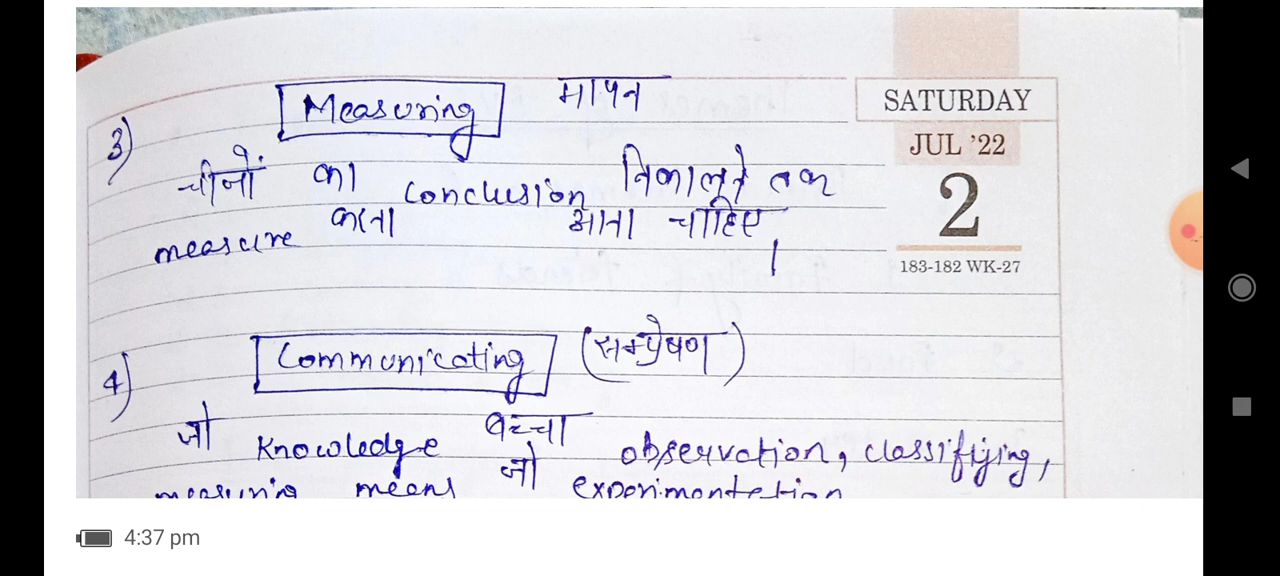 SATURDAY
JUL '22
2
183-182 WK-27
3) Measuring मापन
चीजों का conclusion निकालने तक
measure करना आना चाहिए ।
4) Communicating (सम्प्रेषण)
जो knowledge बच्चा जो observation, classifying,
measuring means experimentation
4:37 pm